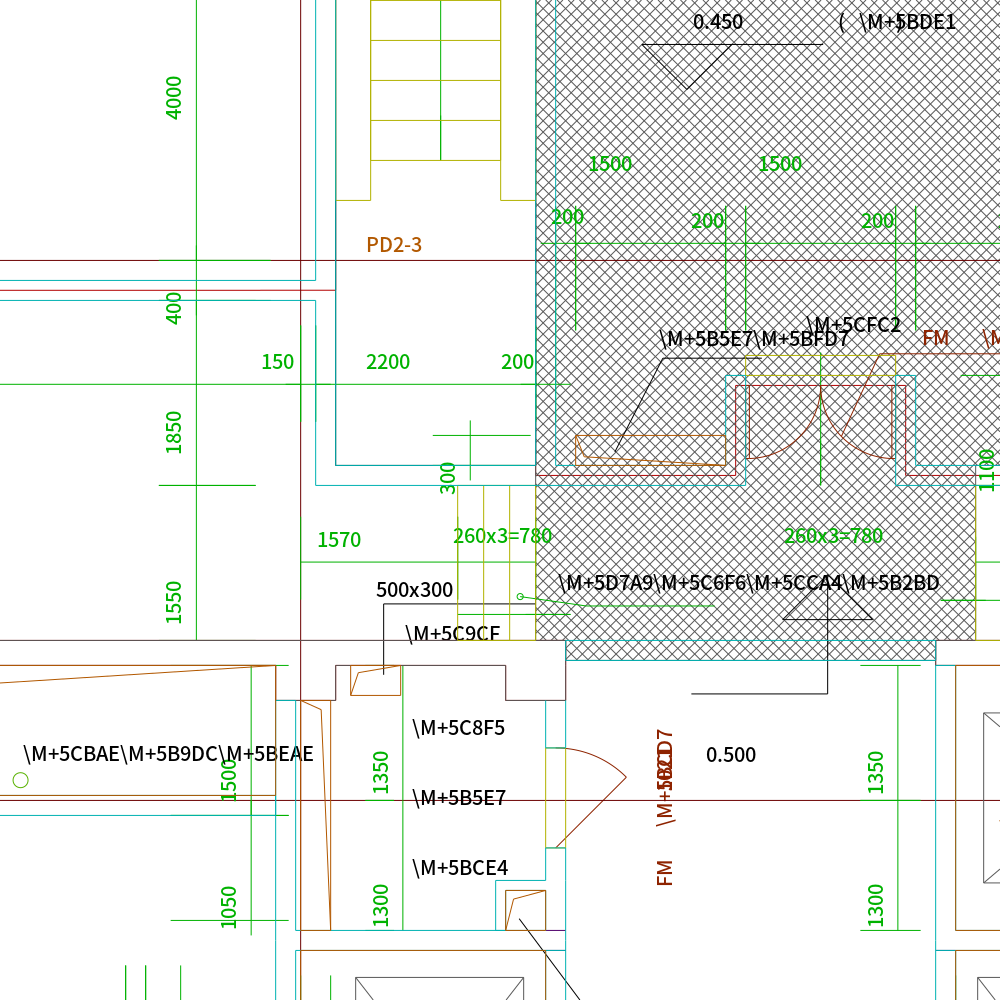 0.450
( \M+5BDE1
)
4000
1500
1500
200
200
200
PD2-3
400
\M+5CFC2
\M+5B5E7\M+5BFD7
FM
150
2200
200
1850
300
1100
1570
260x3=780
260x3=780
\M+5D7A9\M+5C6F6\M+5CCA4\M+5B2BD
500x300
1550
\M+5C9CF
\M+5C8F5
\M+5CBAE\M+5B9DC\M+5BEAE
0.500
1500
1350
1350
\M+5B5E7
\M+5BCE4
FM
1050
1300
1300